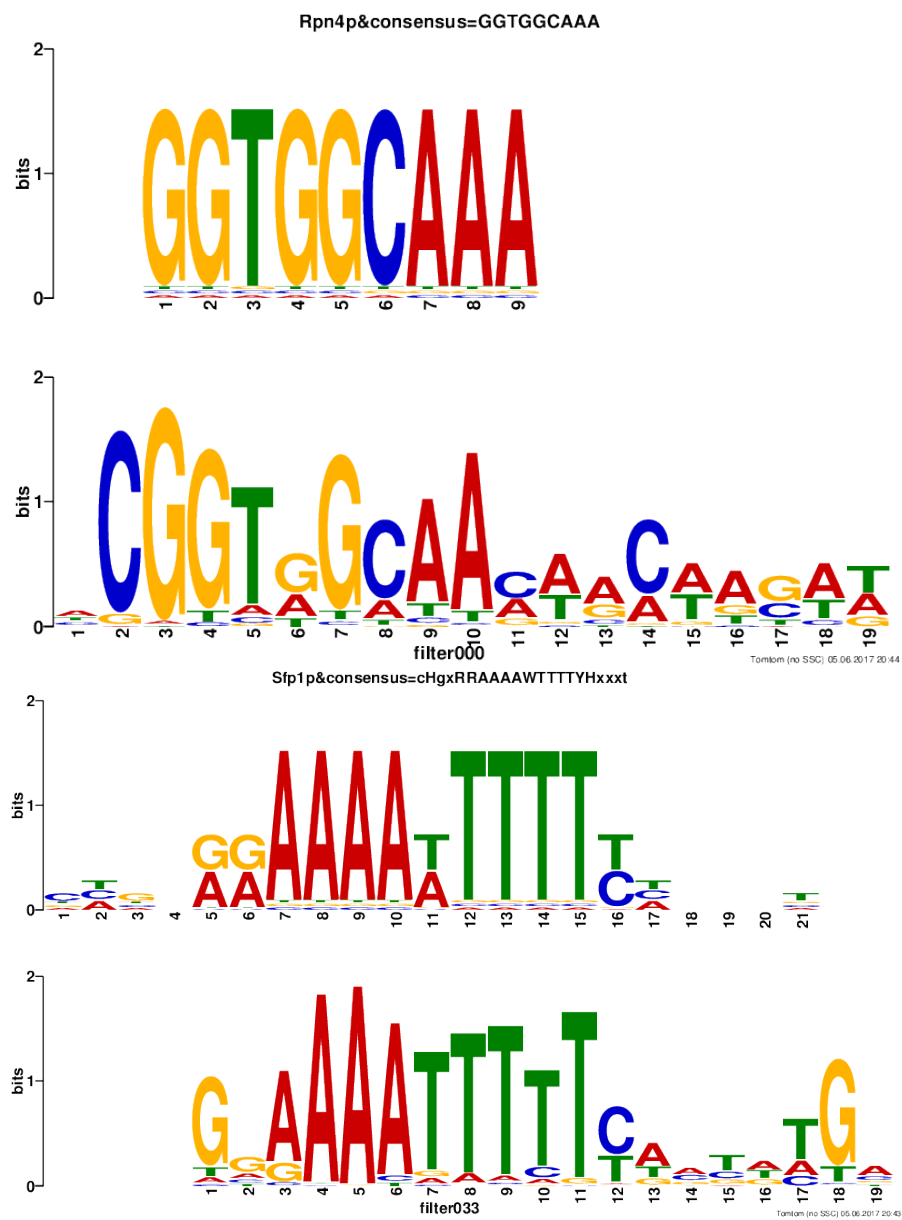 Rpn4p&consensus=GGTGGCAAA
2
1
0
bits
GGTGGCAAA
1 2 3 4 5 6 7 8 9
2
1
0
bits
CGGTGGCAACAACAAGAT
1 2 3 4 5 6 7 8 9 10 11 12 13 14 15 16 17 18 19
filter000
Tomtom (no SSC) 05.06.2017 20:44
Sfp1p&consensus=cHgxRRAAAAWTTTTYHxxxt
2
1
0
bits
CTGGGAAAATTTTTTTT
1 2 3 4 5 6 7 8 9 10 11 12 13 14 15 16 17 18 19 20 21
2
1
0
bits
GGAAAATTTTTCAATATGA
1 2 3 4 5 6 7 8 9 10 11 12 13 14 15 16 17 18 19
filter033
Tomtom (no SSC) 05.06.2017 20:43